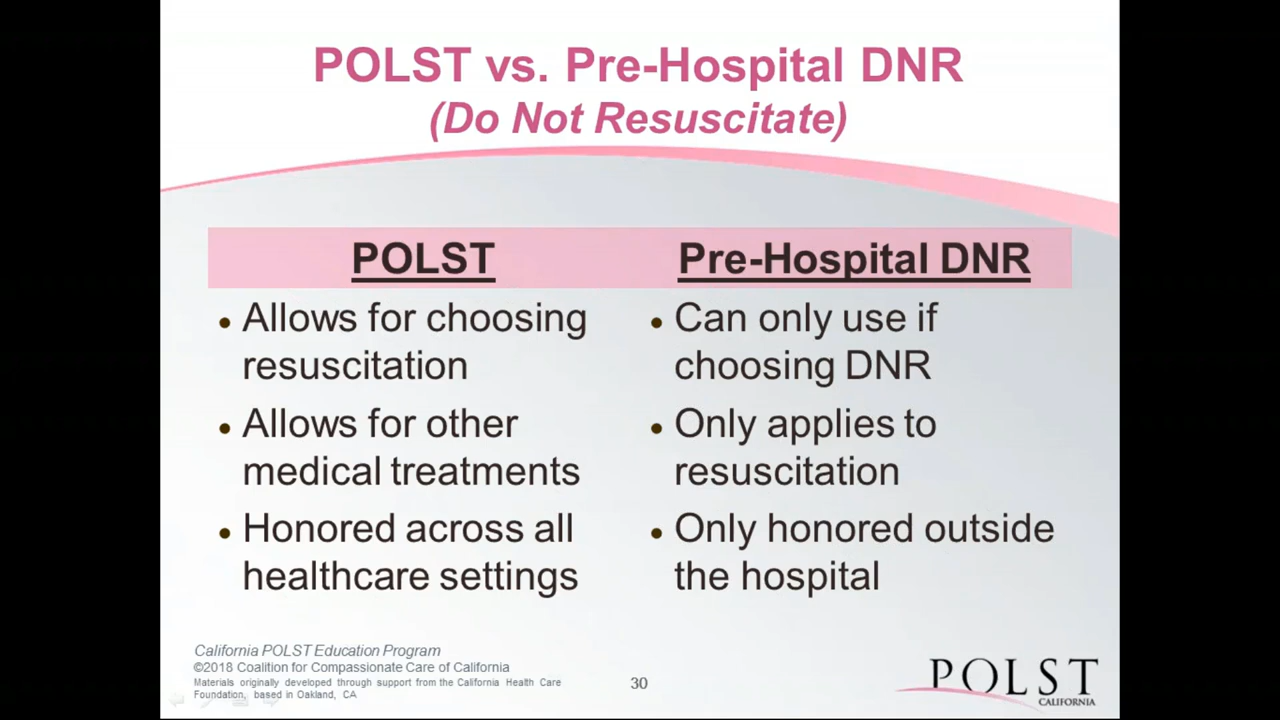 POLST vs. Pre-Hospital DNR
(Do Not Resuscitate)
POLST
Pre-Hospital DNR
• Allows for choosing
resuscitation
• Allows for other
medical treatments
• Honored across all
healthcare settings
• Can only use if
choosing DNR
• Only applies to
resuscitation
• Only honored outside
the hospital
California POLST Education Program
©2018 Coalition for Compassionate Care of California
Materials originally developed through support from the California Health Care
Foundation, based in Oakland, CA
30
POLST
CALIFORNIA